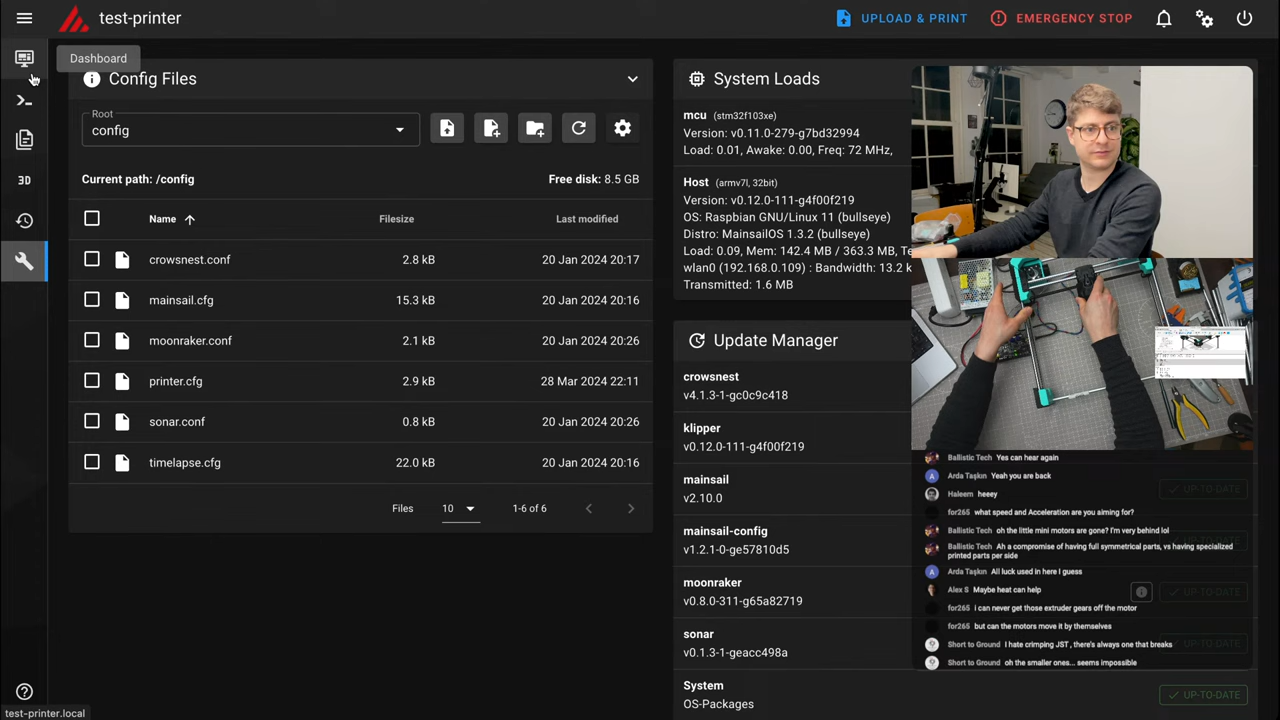 test-printer
UPLOAD & PRINT
EMERGENCY STOP
Dashboard
Config Files
Root
config
Current path: /config
Free disk: 8.5 GB
Name
Filesize
Last modified
crowsnest.conf
2.8 kB
20 Jan 2024 20:17
mainsail.cfg
15.3 kB
20 Jan 2024 20:16
moonraker.conf
2.1 kB
20 Jan 2024 20:26
printer.cfg
2.9 kB
28 Mar 2024 22:11
sonar.conf
0.8 kB
20 Jan 2024 20:26
timelapse.cfg
22.0 kB
20 Jan 2024 20:16
Files
10
1-6 of 6
3D
test-printer.local
System Loads
mcu (stm32f103xe)
Version: v0.11.0-279-g7bd32994
Load: 0.01, Awake: 0.00, Freq: 72 MHz,
Host (armv7l, 32bit)
Version: v0.12.0-111-g4f00f219
OS: Raspbian GNU/Linux 11 (bullseye)
Distro: MainsailOS 1.3.2 (bullseye)
Load: 0.09, Mem: 142.4 MB / 363.3 MB, Te
wlan0 (192.168.0.109) : Bandwidth: 13.2 k
Transmitted: 1.6 MB
Update Manager
crowsnest
v4.1.3-1-gc0c9c418
klipper
v0.12.0-111-g4f00f219
UP-TO-DATE
mainsail
v2.10.0
mainsail-config
v1.2.1-0-ge57810d5
moonraker
v0.8.0-311-g65a82719
UP-TO-DATE
sonar
v0.1.3-1-geacc498a
UP-TO-DATE
System
OS-Packages
UP-TO-DATE
Ballistic Tech Yes can hear again
Arda Taşkın Yeah you are back
Haleem heeey
for265 what speed and Acceleration are you aiming for?
Ballistic Tech oh the little mini motors are gone? I'm very behind lol
Ballistic Tech Ah a compromise of having full symmetrical parts, vs having specialized
printed parts per side
Arda Taşkın All luck used in here I guess
Alex S Maybe heat can help
for265 i can never get those extruder gears off the motor
for265 but can the motors move it by themselves
Short to Ground I hate crimping JST , there's always one that breaks
Short to Ground oh the smaller ones... seems impossible